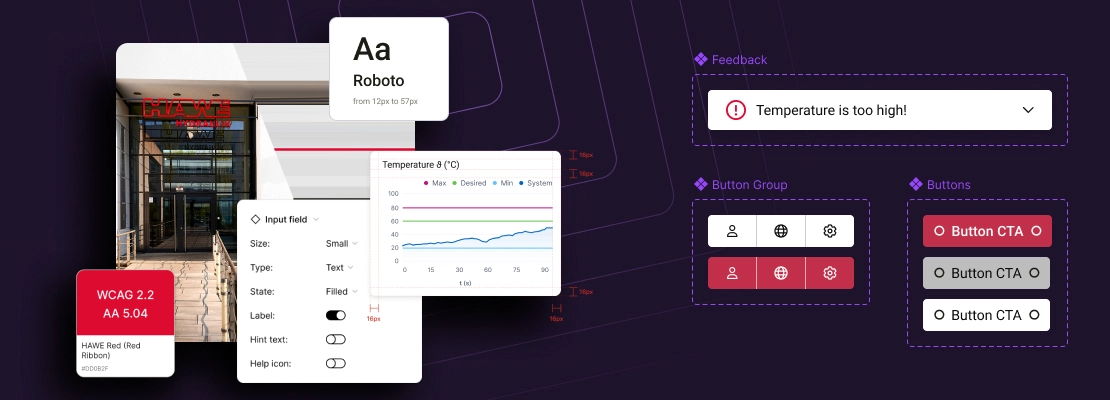 HAWE
HYDRAULIK
Aa
Roboto
from 12px to 57px
WCAG 2.2
AA 5.04
HAWE Red (Red
Ribbon)
#DD0B2F
Input field
Size:
Small
Type:
Text
State:
Filled
Label:
Hint text:
Help icon:
Temperature ϑ (°C)
Max
Desired
Min
System
100
80
60
40
20
0
0
15
30
60
75
90
t (s)
16px
16px
16px
16px
16px
Feedback
Temperature is too high!
Button Group
Buttons
Button CTA
Button CTA
Button CTA